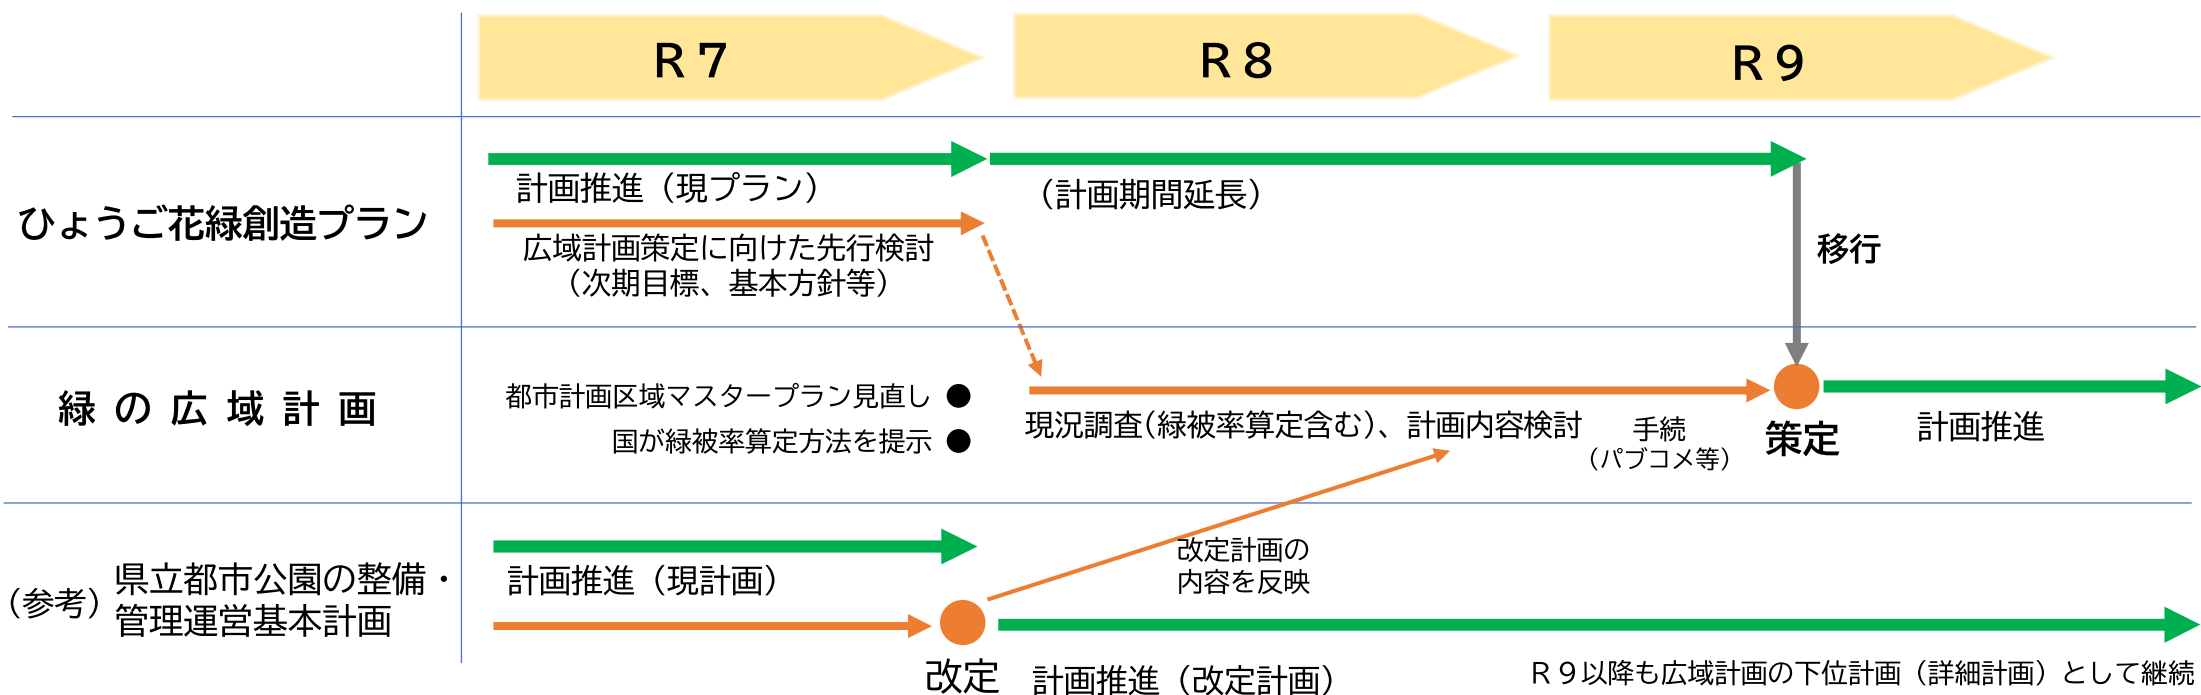 R７
R８
R９
ひょうご花緑創造プラン
計画推進（現プラン）
（計画期間延長）
広域計画策定に向けた先行検討
（次期目標、基本方針等）
移行
緑の広域計画
都市計画区域マスタープラン見直し ●
国が緑被率算定方法を提示 ●
現況調査(緑被率算定含む)、計画内容検討
手続
（パブコメ等）
策定
計画推進
（参考）
県立都市公園の整備・
管理運営基本計画
計画推進（現計画）
改定計画の
内容を反映
改定
計画推進（改定計画）
R９以降も広域計画の下位計画（詳細計画）として継続